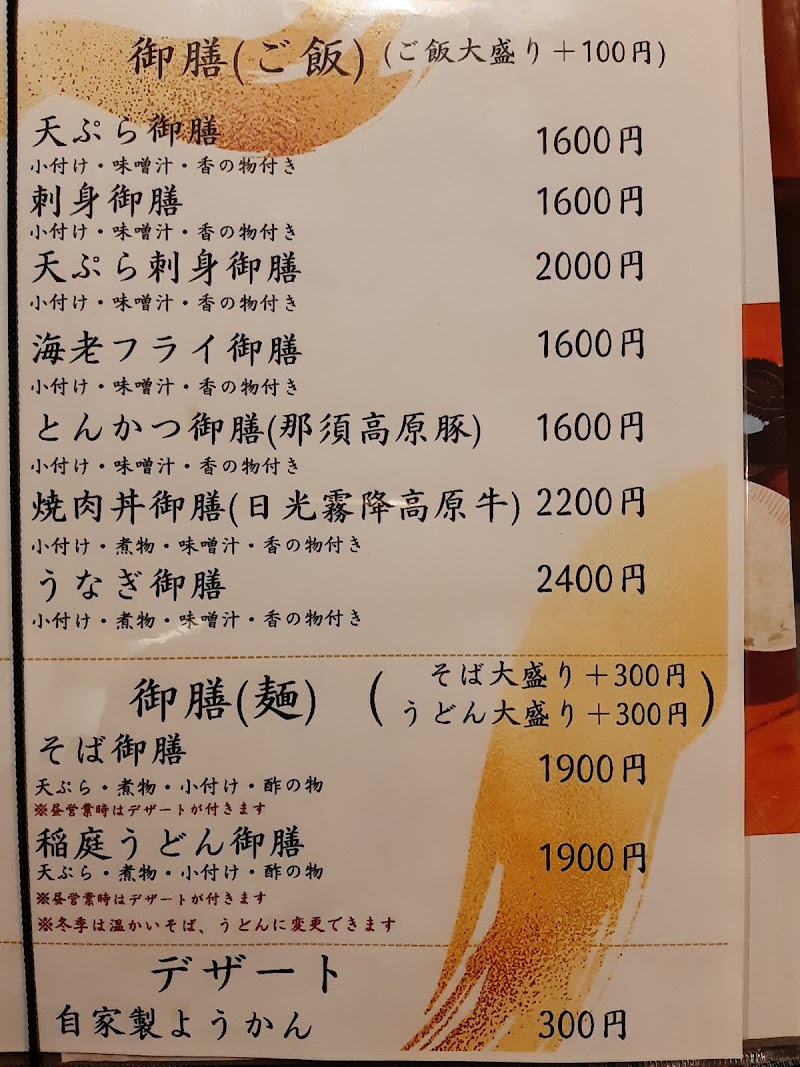 御膳(ご飯) (ご飯大盛り＋100円)
天ぷら御膳 1600円
小付け・味噌汁・香の物付き
刺身御膳 1600円
小付け・味噌汁・香の物付き
天ぷら刺身御膳 2000円
小付け・味噌汁・香の物付き
海老フライ御膳 1600円
小付け・味噌汁・香の物付き
とんかつ御膳(那須高原豚) 1600円
小付け・味噌汁・香の物付き
焼肉丼御膳(日光霧降高原牛) 2200円
小付け・煮物・味噌汁・香の物付き
うなぎ御膳 2400円
小付け・煮物・味噌汁・香の物付き
御膳(麺) (そば大盛り＋300円
うどん大盛り＋300円)
そば御膳 1900円
天ぷら・煮物・小付け・酢の物
※昼営業時はデザートが付きます
稲庭うどん御膳 1900円
天ぷら・煮物・小付け・酢の物
※昼営業時はデザートが付きます
※冬季は温かいそば、うどんに変更できます
デザート
自家製ようかん 300円